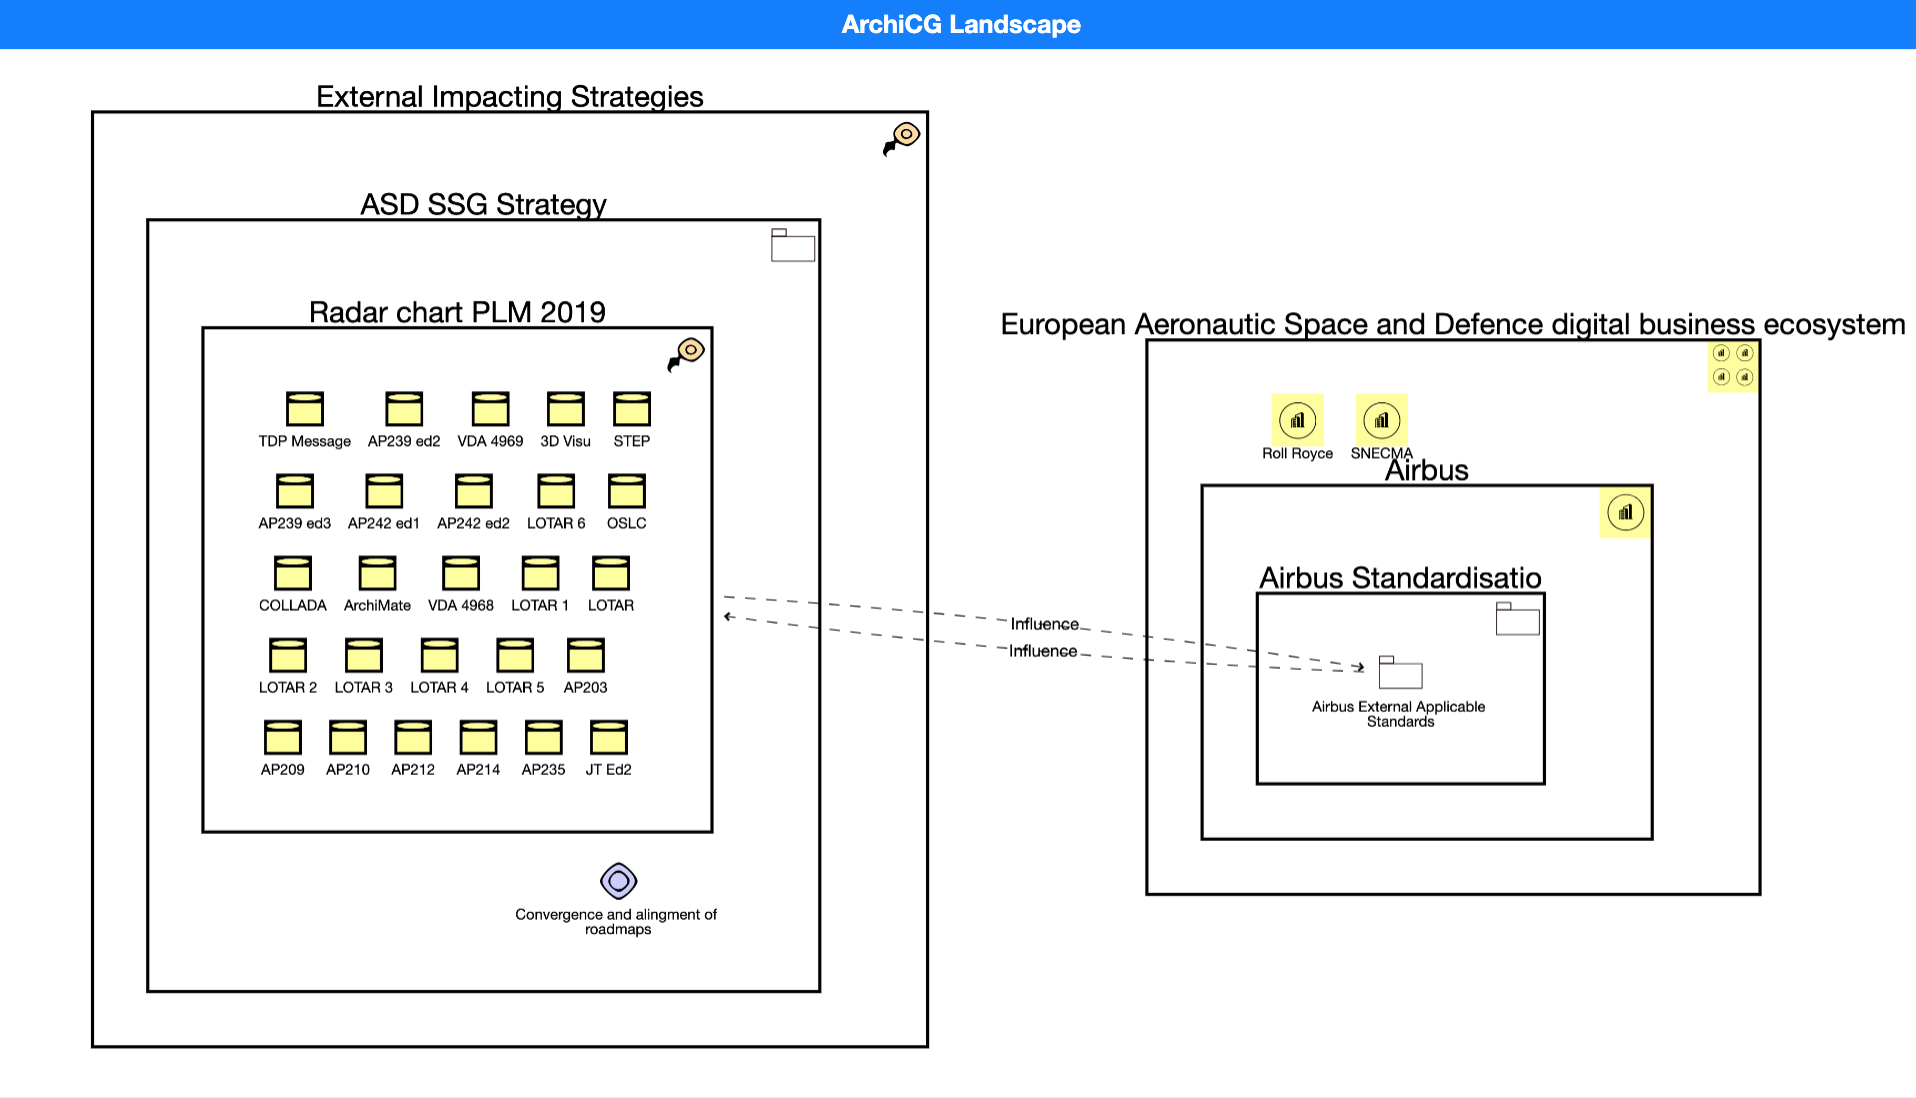 ArchiCG Landscape
External Impacting Strategies
ASD SSG Strategy
Radar chart PLM 2019
TDP Message
AP239 ed2
VDA 4969
3D Visu
STEP
AP239 ed3
AP242 ed1
AP242 ed2
LOTAR 6
OSLC
COLLADA
ArchiMate
VDA 4968
LOTAR 1
LOTAR
LOTAR 2
LOTAR 3
LOTAR 4
LOTAR 5
AP203
AP209
AP210
AP212
AP214
AP235
JT Ed2
Convergence and alingment of
roadmaps
Influence
Influence
European Aeronautic Space and Defence digital business ecosystem
Roll Royce
SNECMA
Airbus
Airbus Standardisatio
Airbus External Applicable
Standards